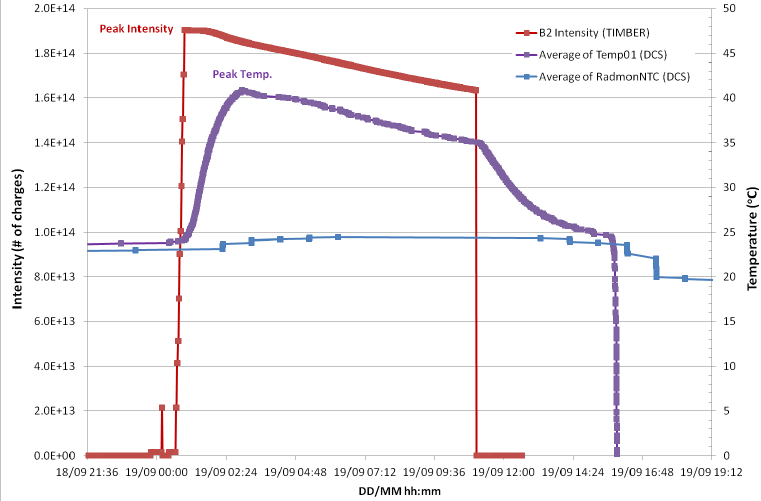 2.0E+14
1.8E+14
1.6E+14
1.4E+14
1.2E+14
1.0E+14
8.0E+13
6.0E+13
4.0E+13
2.0E+13
0.0E+00
Intensity (# of charges)
Peak Intensity
Peak Temp.
B2 Intensity (TIMBER)
Average of Temp01 (DCS)
Average of RadmonNTC (DCS)
50
45
40
35
30
25
20
15
10
5
0
Temperature (°C)
18/09 21:36 19/09 00:00 19/09 02:24 19/09 04:48 19/09 07:12 19/09 09:36 19/09 12:00 19/09 14:24 19/09 16:48 19/09 19:12
DD/MM hh:mm